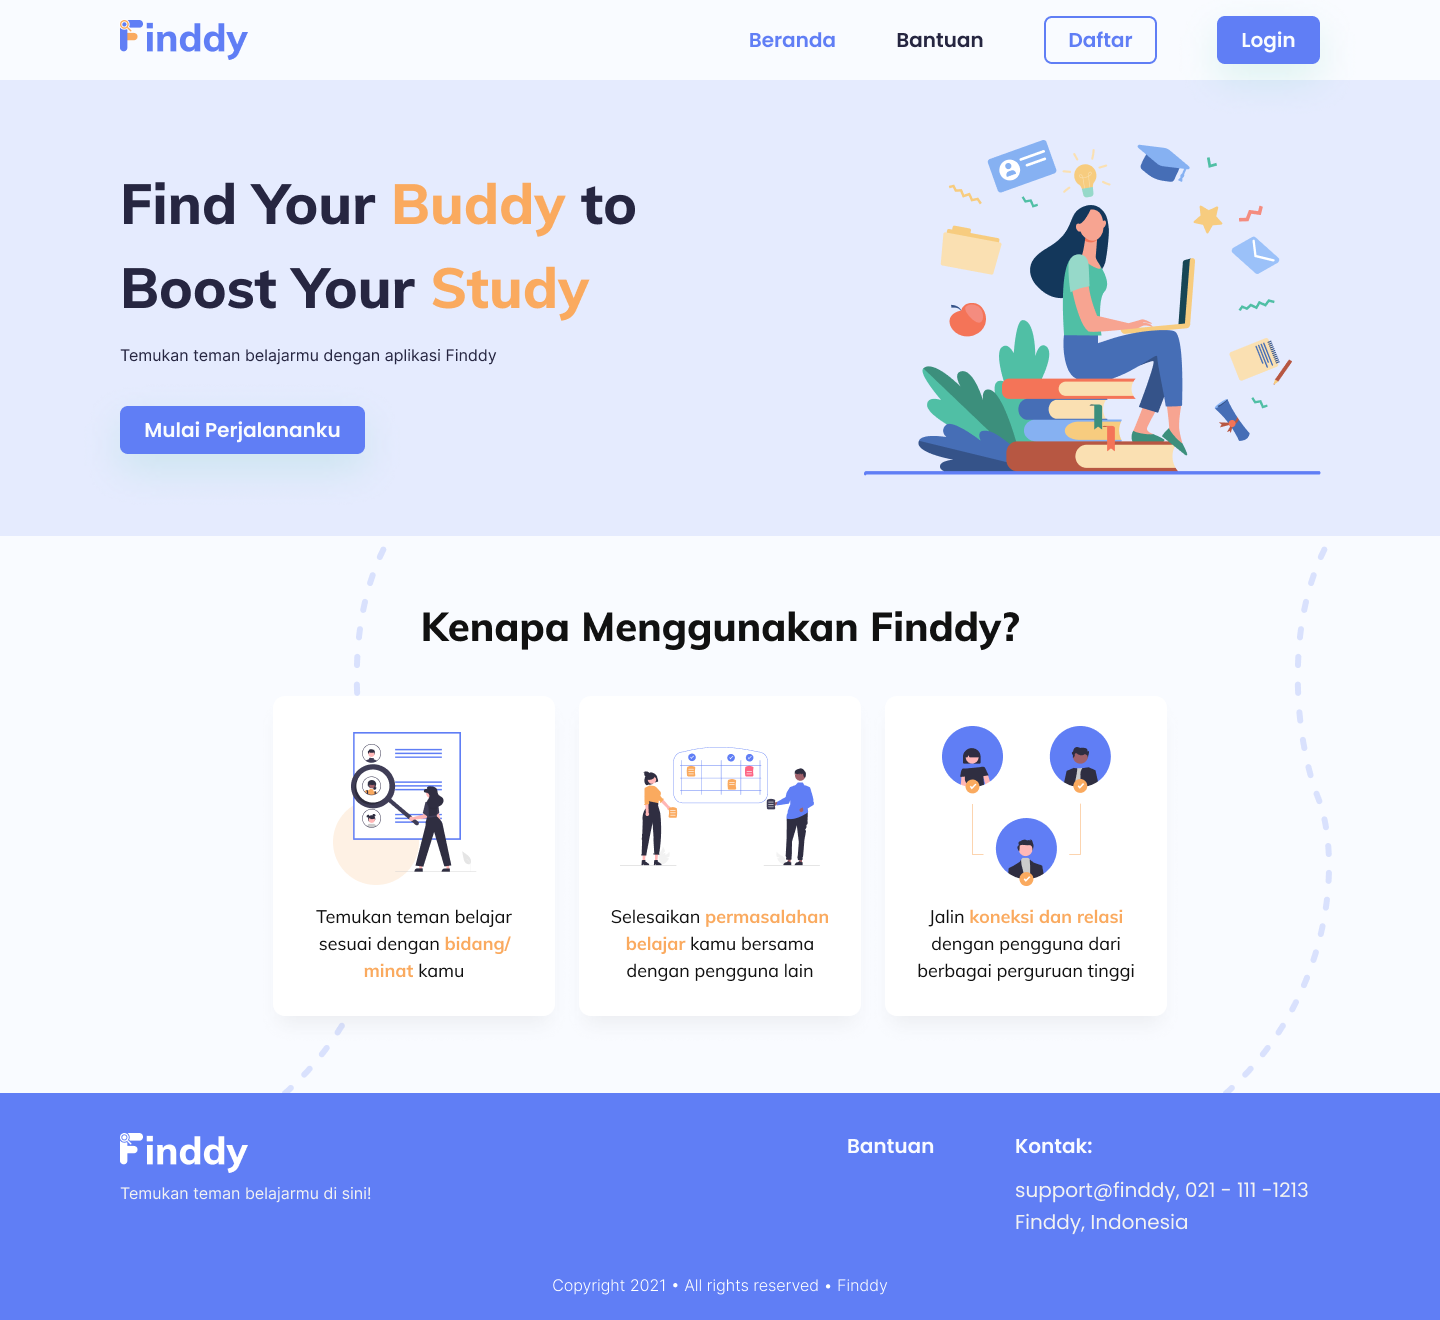 Finddy
Beranda
Bantuan
Daftar
Login
Find Your Buddy to
Boost Your Study
Temukan teman belajarmu dengan aplikasi Finddy
Mulai Perjalananku
Kenapa Menggunakan Finddy?
Temukan teman belajar
sesuai dengan bidang/
minat kamu
Selesaikan permasalahan
belajar kamu bersama
dengan pengguna lain
Jalin koneksi dan relasi
dengan pengguna dari
berbagai perguruan tinggi
Finddy
Temukan teman belajarmu di sini!
Bantuan
Kontak:
support@finddy, 021 - 111 -1213
Finddy, Indonesia
Copyright 2021 • All rights reserved • Finddy